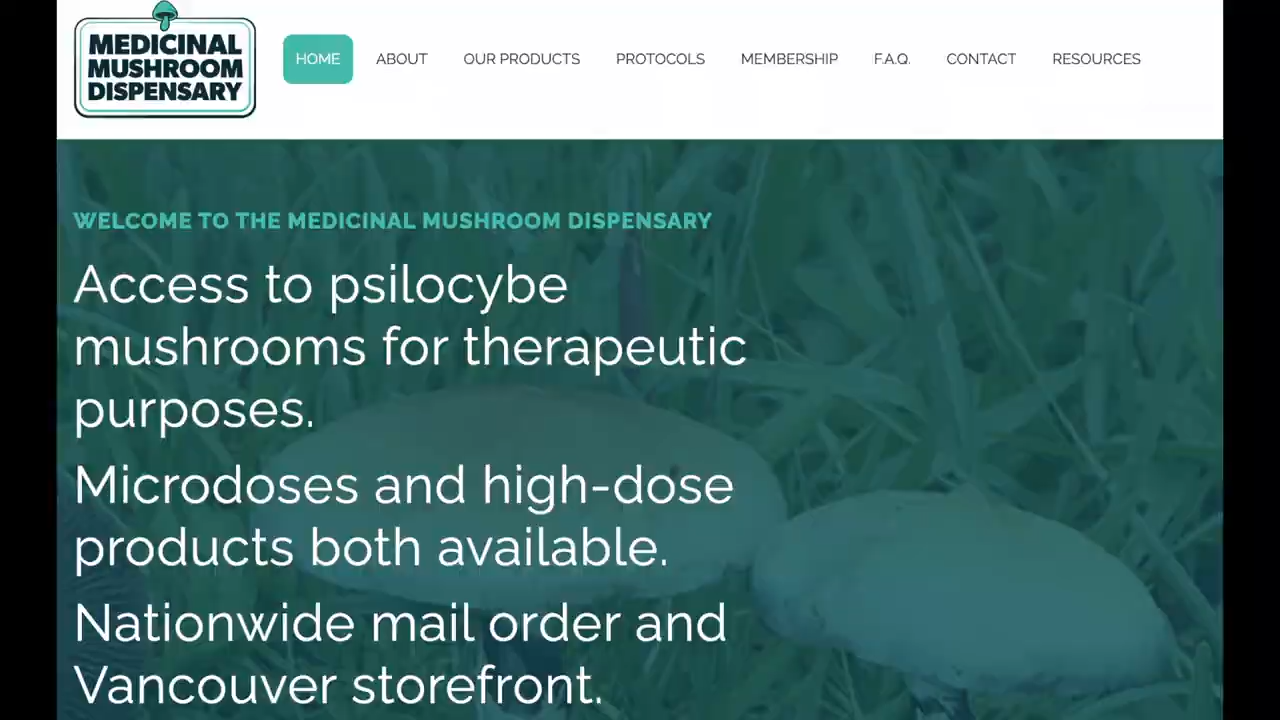 MEDICINAL
MUSHROOM
DISPENSARY
HOME ABOUT OUR PRODUCTS PROTOCOLS MEMBERSHIP F.A.Q. CONTACT RESOURCES
WELCOME TO THE MEDICINAL MUSHROOM DISPENSARY
Access to psilocybe
mushrooms for therapeutic
purposes.
Microdoses and high-dose
products both available.
Nationwide mail order and
Vancouver storefront.